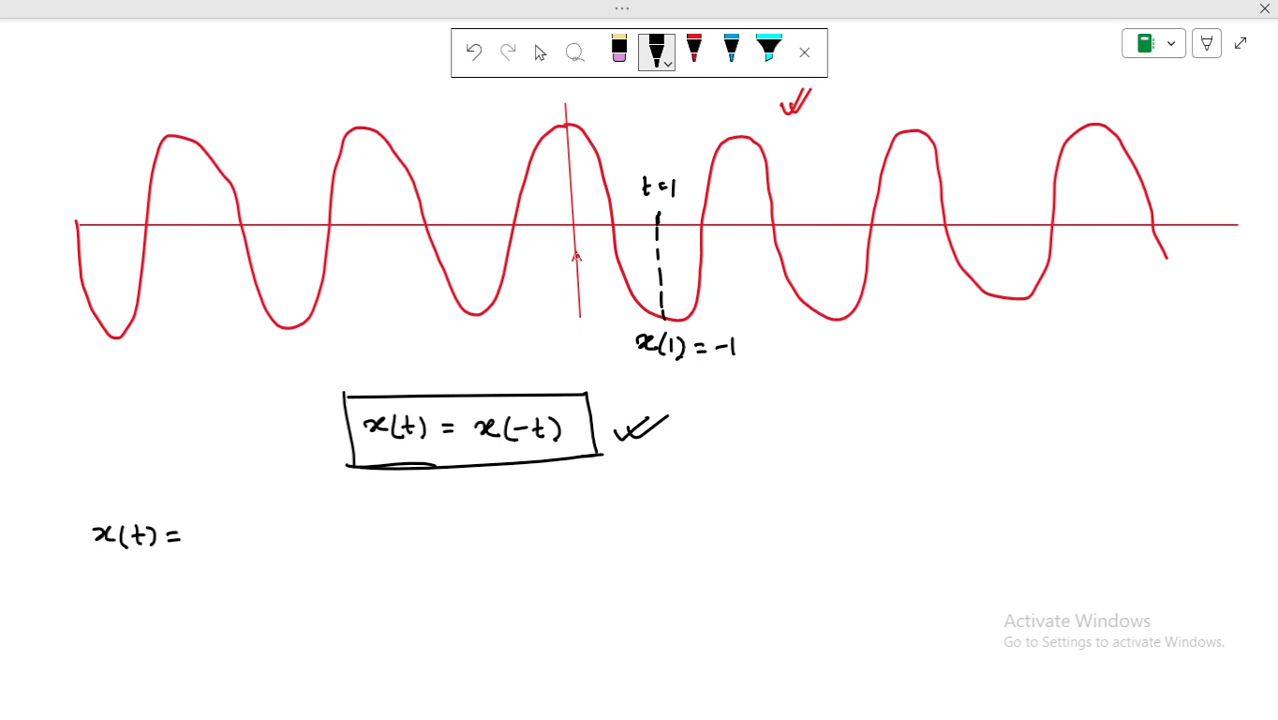 t=1
x(1) = -1
x(t) = x(-t)
x(t) =
Activate Windows
Go to Settings to activate Windows.